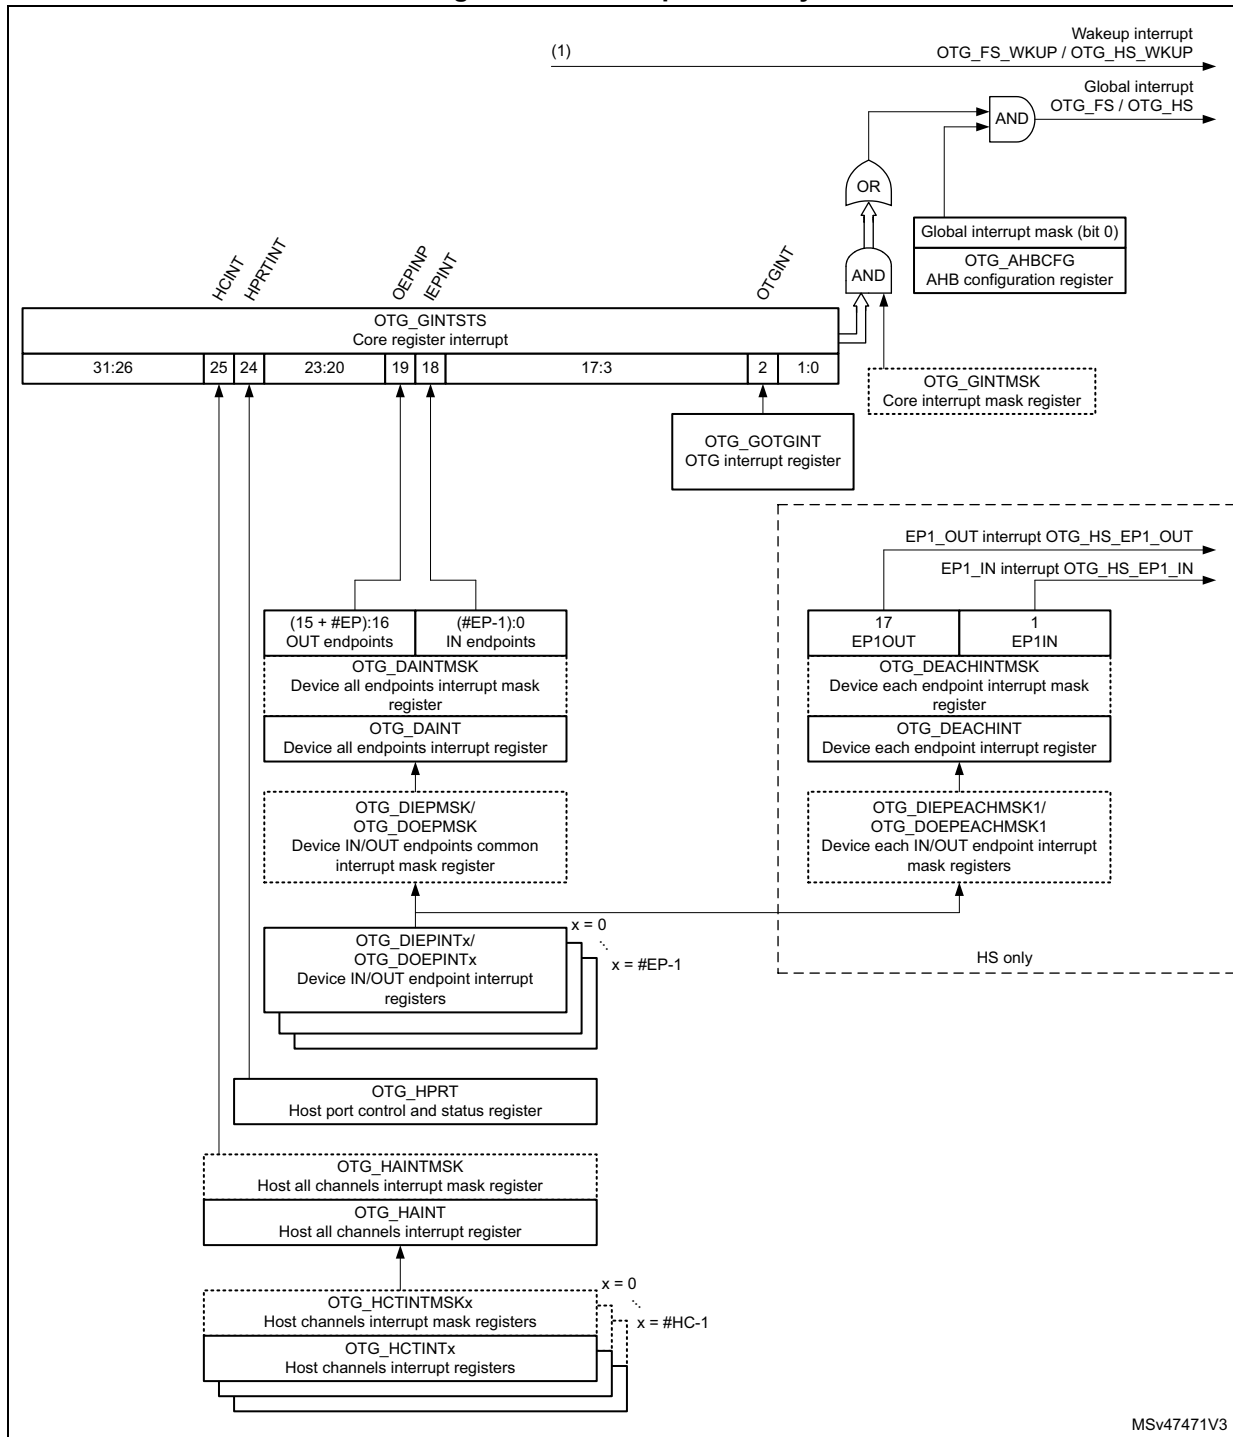 (1)
Wakeup interrupt
OTG_FS_WKUP / OTG_HS_WKUP
Global interrupt
OTG_FS / OTG_HS
AND
OR
Global interrupt mask (bit 0)
OTG_AHBCFG
AHB configuration register
AND
HCINT
HPRTINT
OEPINP
IEPINT
OTGINT
OTG_GINTSTS
Core register interrupt
31:26
25
24
23:20
19
18
17:3
2
1:0
OTG_GINTMSK
Core interrupt mask register
OTG_GOTGINT
OTG interrupt register
EP1_OUT interrupt OTG_HS_EP1_OUT
EP1_IN interrupt OTG_HS_EP1_IN
(15 + #EP):16
OUT endpoints
(#EP-1):0
IN endpoints
OTG_DAINTMSK
Device all endpoints interrupt mask
register
OTG_DAINT
Device all endpoints interrupt register
17
EP1OUT
1
EP1IN
OTG_DEACHINTMSK
Device each endpoint interrupt mask
register
OTG_DEACHINT
Device each endpoint interrupt register
OTG_DIEPMSK/
OTG_DOEPMSK
Device IN/OUT endpoints common
interrupt mask register
OTG_DIEPEACHMSK1/
OTG_DOEPEACHMSK1
Device each IN/OUT endpoint interrupt
mask registers
OTG_DIEPINTx/
OTG_DOEPINTx
Device IN/OUT endpoint interrupt
registers
x = 0
x = #EP-1
HS only
OTG_HPRT
Host port control and status register
OTG_HAINTMSK
Host all channels interrupt mask register
OTG_HAINT
Host all channels interrupt register
OTG_HCTINTMSKx
Host channels interrupt mask registers
OTG_HCTINTx
Host channels interrupt registers
x = 0
x = #HC-1
MSv47471V3